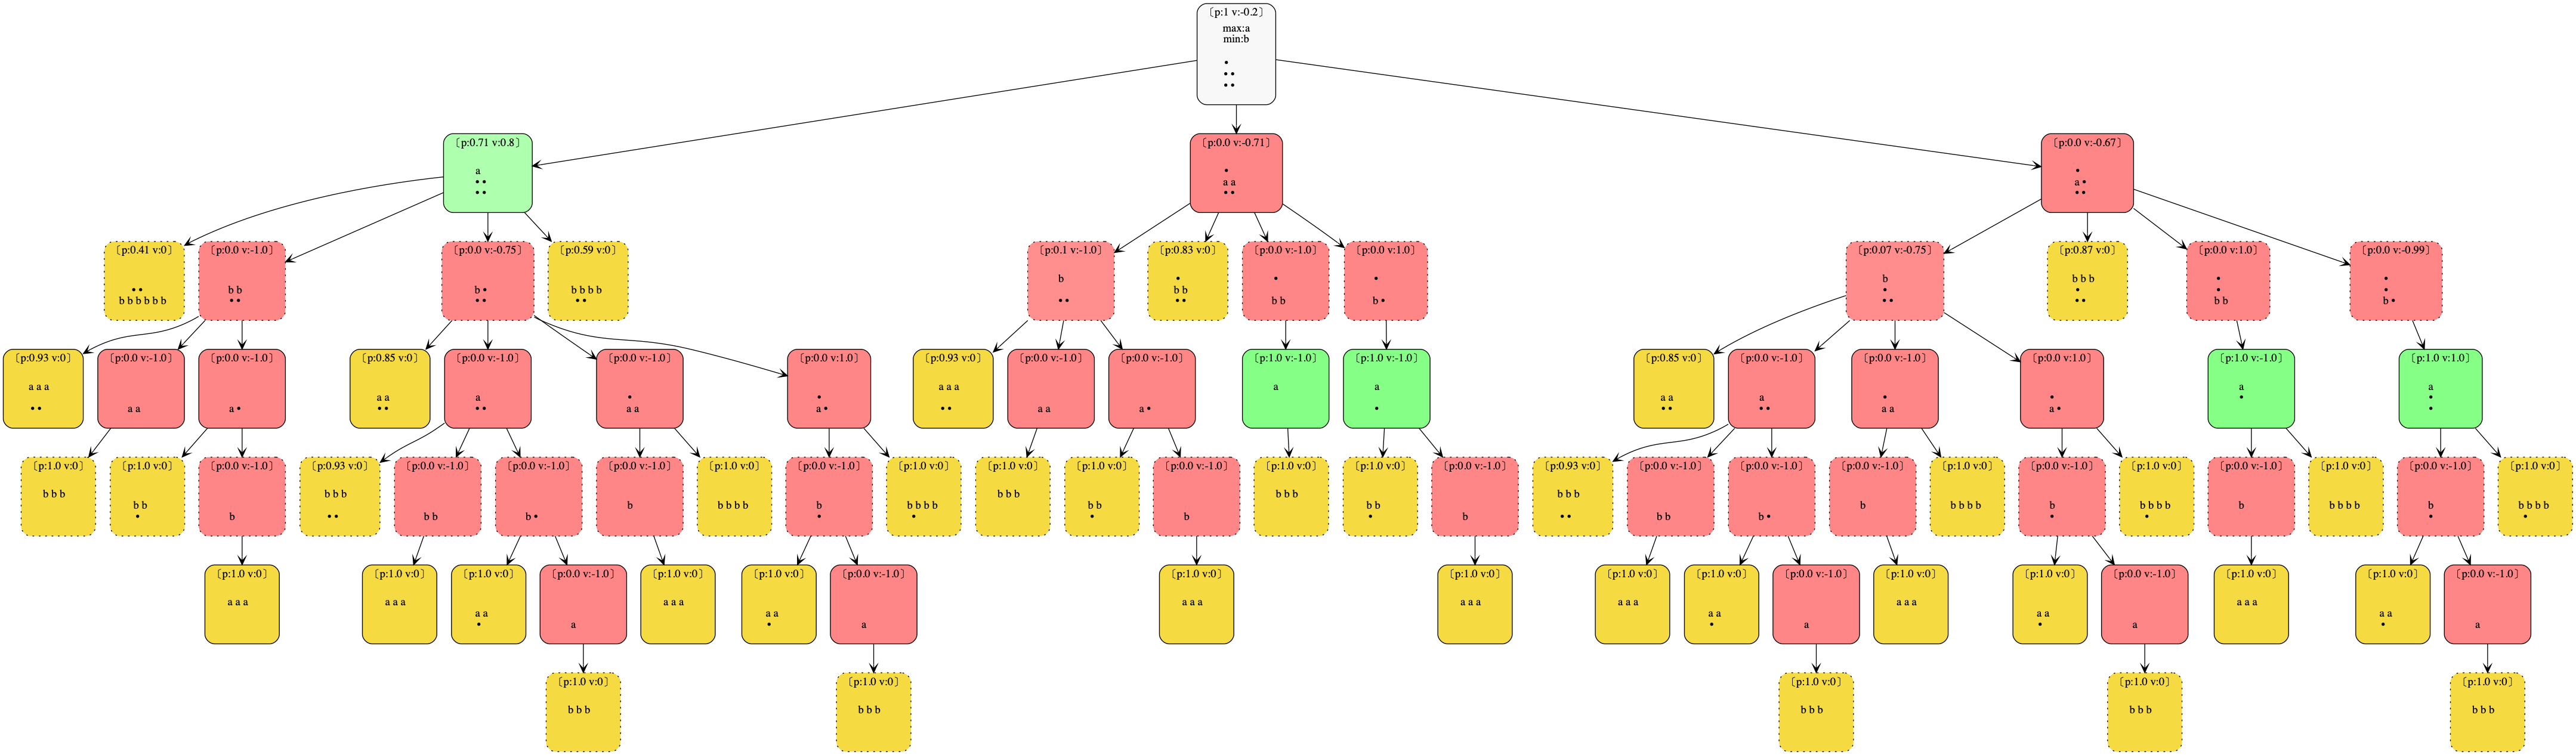 〔p:1 v:-0.2〕
max:a
min:b
•
• •
• •
〔p:0.71 v:0.8〕
a
• •
• •
〔p:0.0 v:-0.71〕
•
a a
• •
〔p:0.0 v:-0.67〕
•
a •
• •
〔p:0.41 v:0〕
• •
b b b b b b
〔p:0.0 v:-1.0〕
b b
• •
〔p:0.0 v:-0.75〕
b •
• •
〔p:0.59 v:0〕
b b b b
• •
〔p:0.1 v:-1.0〕
b
• •
〔p:0.83 v:0〕
•
b b
• •
〔p:0.0 v:-1.0〕
•
b b
〔p:0.0 v:1.0〕
•
b •
〔p:0.07 v:-0.75〕
b
•
• •
〔p:0.87 v:0〕
b b b
•
• •
〔p:0.0 v:1.0〕
•
•
b b
〔p:0.0 v:-0.99〕
•
•
b •
〔p:0.93 v:0〕
a a a
• •
〔p:0.0 v:-1.0〕
a a
〔p:0.0 v:-1.0〕
a •
〔p:0.85 v:0〕
a a
• •
〔p:0.0 v:-1.0〕
a
• •
〔p:0.0 v:-1.0〕
•
a a
〔p:0.0 v:1.0〕
•
a •
〔p:0.93 v:0〕
a a a
• •
〔p:0.0 v:-1.0〕
a a
〔p:0.0 v:-1.0〕
a •
〔p:1.0 v:-1.0〕
a
〔p:1.0 v:-1.0〕
a
•
〔p:0.85 v:0〕
a a
• •
〔p:0.0 v:-1.0〕
a
• •
〔p:0.0 v:-1.0〕
•
a a
〔p:0.0 v:1.0〕
•
a •
〔p:1.0 v:-1.0〕
a
•
〔p:1.0 v:1.0〕
a
•
•
〔p:1.0 v:0〕
b b b
〔p:1.0 v:0〕
b b
•
〔p:0.0 v:-1.0〕
b
〔p:0.93 v:0〕
b b b
• •
〔p:0.0 v:-1.0〕
b b
〔p:0.0 v:-1.0〕
b •
〔p:0.0 v:-1.0〕
b
〔p:1.0 v:0〕
b b b b
〔p:0.0 v:-1.0〕
b
•
〔p:1.0 v:0〕
b b b b
•
〔p:1.0 v:0〕
b b b
〔p:1.0 v:0〕
b b
•
〔p:0.0 v:-1.0〕
b
〔p:1.0 v:0〕
b b b
〔p:1.0 v:0〕
b b
•
〔p:0.0 v:-1.0〕
b
〔p:0.93 v:0〕
b b b
• •
〔p:0.0 v:-1.0〕
b b
〔p:0.0 v:-1.0〕
b •
〔p:0.0 v:-1.0〕
b
〔p:1.0 v:0〕
b b b b
〔p:0.0 v:-1.0〕
b
•
〔p:1.0 v:0〕
b b b b
•
〔p:0.0 v:-1.0〕
b
〔p:1.0 v:0〕
b b b b
〔p:0.0 v:-1.0〕
b
•
〔p:1.0 v:0〕
b b b b
•
〔p:1.0 v:0〕
a a a
〔p:1.0 v:0〕
a a a
〔p:1.0 v:0〕
a a
•
〔p:0.0 v:-1.0〕
a
〔p:1.0 v:0〕
a a a
〔p:1.0 v:0〕
a a
•
〔p:0.0 v:-1.0〕
a
〔p:1.0 v:0〕
a a a
〔p:1.0 v:0〕
a a a
〔p:1.0 v:0〕
a a a
〔p:1.0 v:0〕
a a
•
〔p:0.0 v:-1.0〕
a
〔p:1.0 v:0〕
a a a
〔p:1.0 v:0〕
a a
•
〔p:0.0 v:-1.0〕
a
〔p:1.0 v:0〕
a a a
〔p:1.0 v:0〕
a a
•
〔p:0.0 v:-1.0〕
a
〔p:1.0 v:0〕
b b b
〔p:1.0 v:0〕
b b b
〔p:1.0 v:0〕
b b b
〔p:1.0 v:0〕
b b b
〔p:1.0 v:0〕
b b b